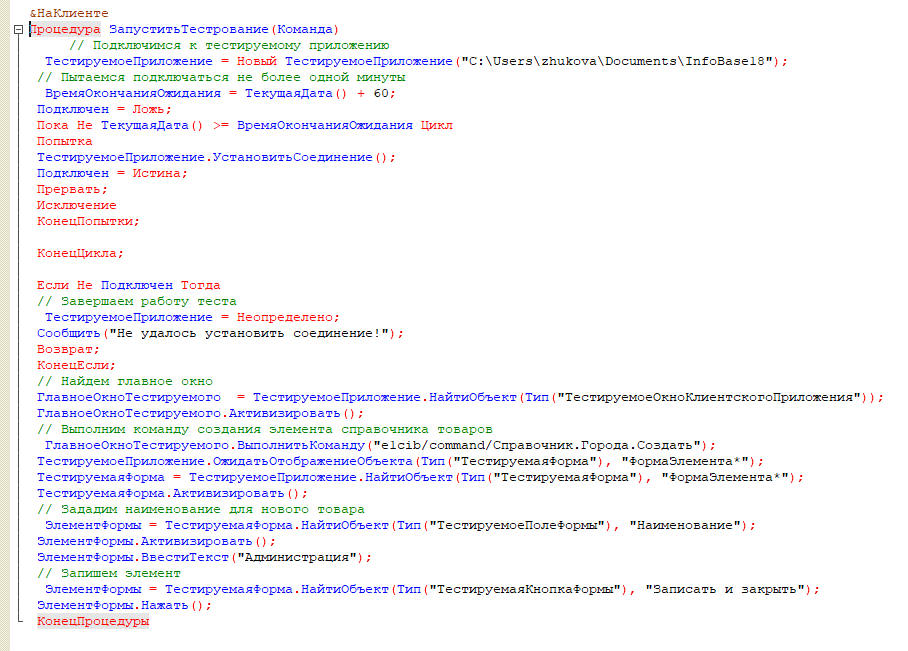 &НаКлиенте
Процедура ЗапуститьТестрование(Команда)
// Подключимся к тестируемому приложению
ТестируемоеПриложение = Новый ТестируемоеПриложение("C:\Users\zhukova\Documents\InfoBase18");
// Пытаемся подключаться не более одной минуты
ВремяОкончанияОжидания = ТекущаяДата() + 60;
Подключен = Ложь;
Пока Не ТекущаяДата() >= ВремяОкончанияОжидания Цикл
Попытка
ТестируемоеПриложение.УстановитьСоединение();
Подключен = Истина;
Прервать;
Исключение
КонецПопытки;
КонецЦикла;
Если Не Подключен Тогда
// Завершаем работу теста
ТестируемоеПриложение = Неопределено;
Сообщить("Не удалось установить соединение!");
Возврат;
КонецЕсли;
// Найдем главное окно
ГлавноеОкноТестируемого = ТестируемоеПриложение.НайтиОбъект(Тип("ТестируемоеОкноКлиентскогоПриложения"));
ГлавноеОкноТестируемого.Активизировать();
// Выполним команду создания элемента справочника товаров
ГлавноеОкноТестируемого.ВыполнитьКоманду("e1cib/command/Справочник.Города.Создать");
ТестируемоеПриложение.ОжидатьОтображениеОбъекта(Тип("ТестируемаяФорма"), "ФормаЭлемента*");
ТестируемаяФорма = ТестируемоеПриложение.НайтиОбъект(Тип("ТестируемаяФорма"), "ФормаЭлемента*");
ТестируемаяФорма.Активизировать();
// Зададим наименование для нового товара
ЭлементФормы = ТестируемаяФорма.НайтиОбъект(Тип("ТестируемоеПолеФормы"), "Наименование");
ЭлементФормы.Активизировать();
ЭлементФормы.ВвестиТекст("Администрация");
// Запишем элемент
ЭлементФормы = ТестируемаяФорма.НайтиОбъект(Тип("ТестируемаяКнопкаФормы"), "Записать и закрыть");
ЭлементФормы.Нажать();
КонецПроцедуры